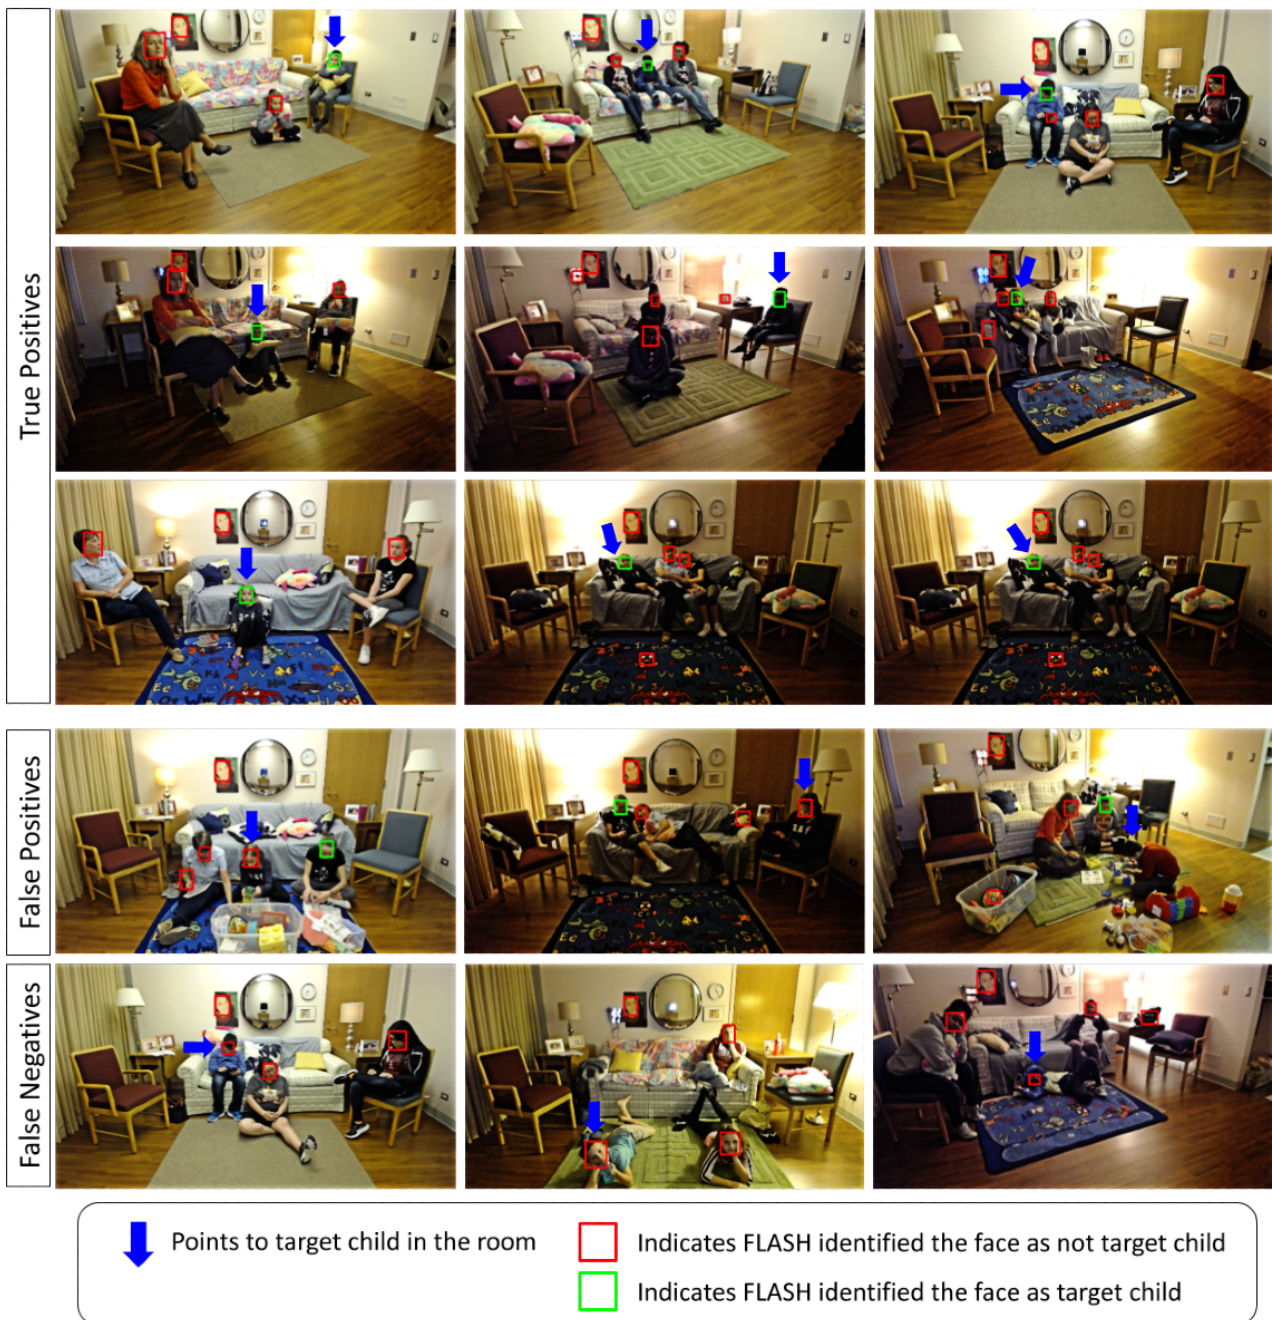 True Positives
False Positives
False Negatives
Points to target child in the room
Indicates FLASH identified the face as not target child
Indicates FLASH identified the face as target child